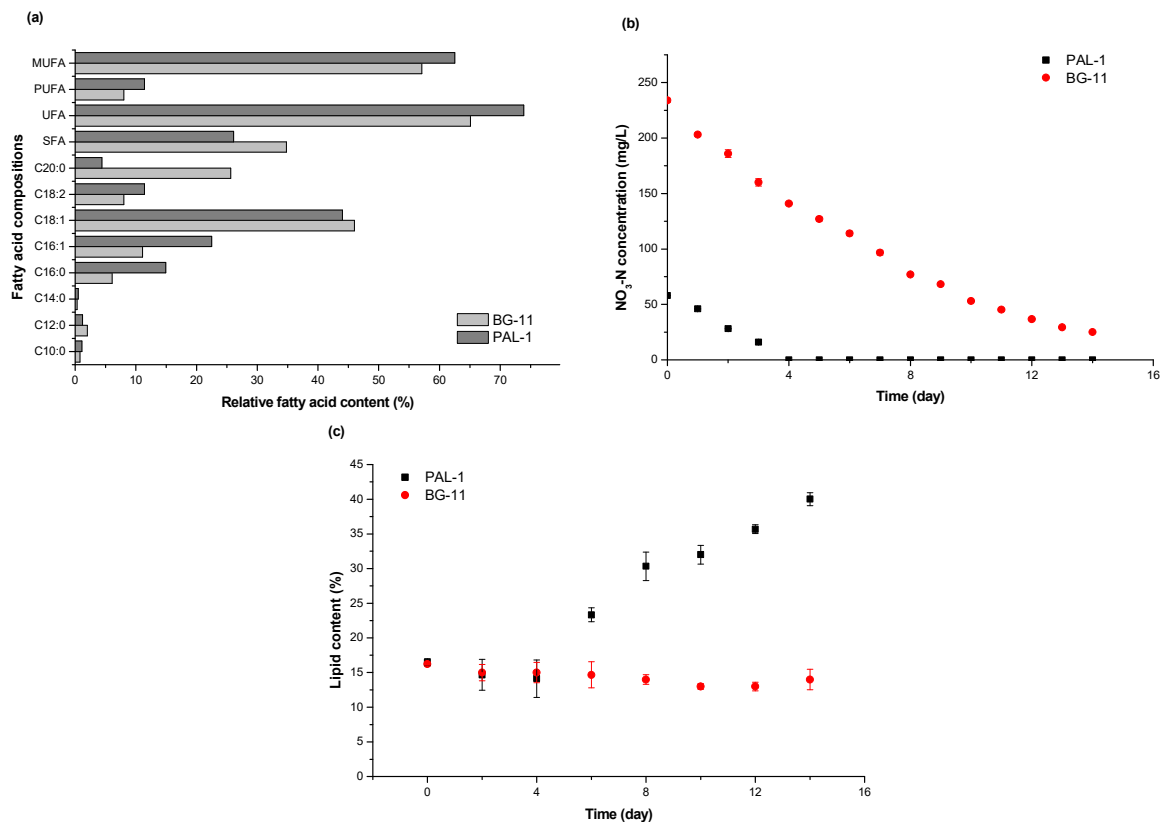 (a)
MUFA
PUFA
UFA
SFA
C20:0
C18:2
C18:1
C16:1
C16:0
C14:0
C12:0
C10:0
Fatty acid compositions
BG-11
PAL-1
0 10 20 30 40 50 60 70
Relative fatty acid content (%)
(b)
PAL-1
BG-11
250
200
150
100
50
0
NO3-N concentration (mg/L)
0 4 8 12 16
Time (day)
(c)
PAL-1
BG-11
45
40
35
30
25
20
15
10
5
0
Lipid content (%)
0 4 8 12 16
Time (day)